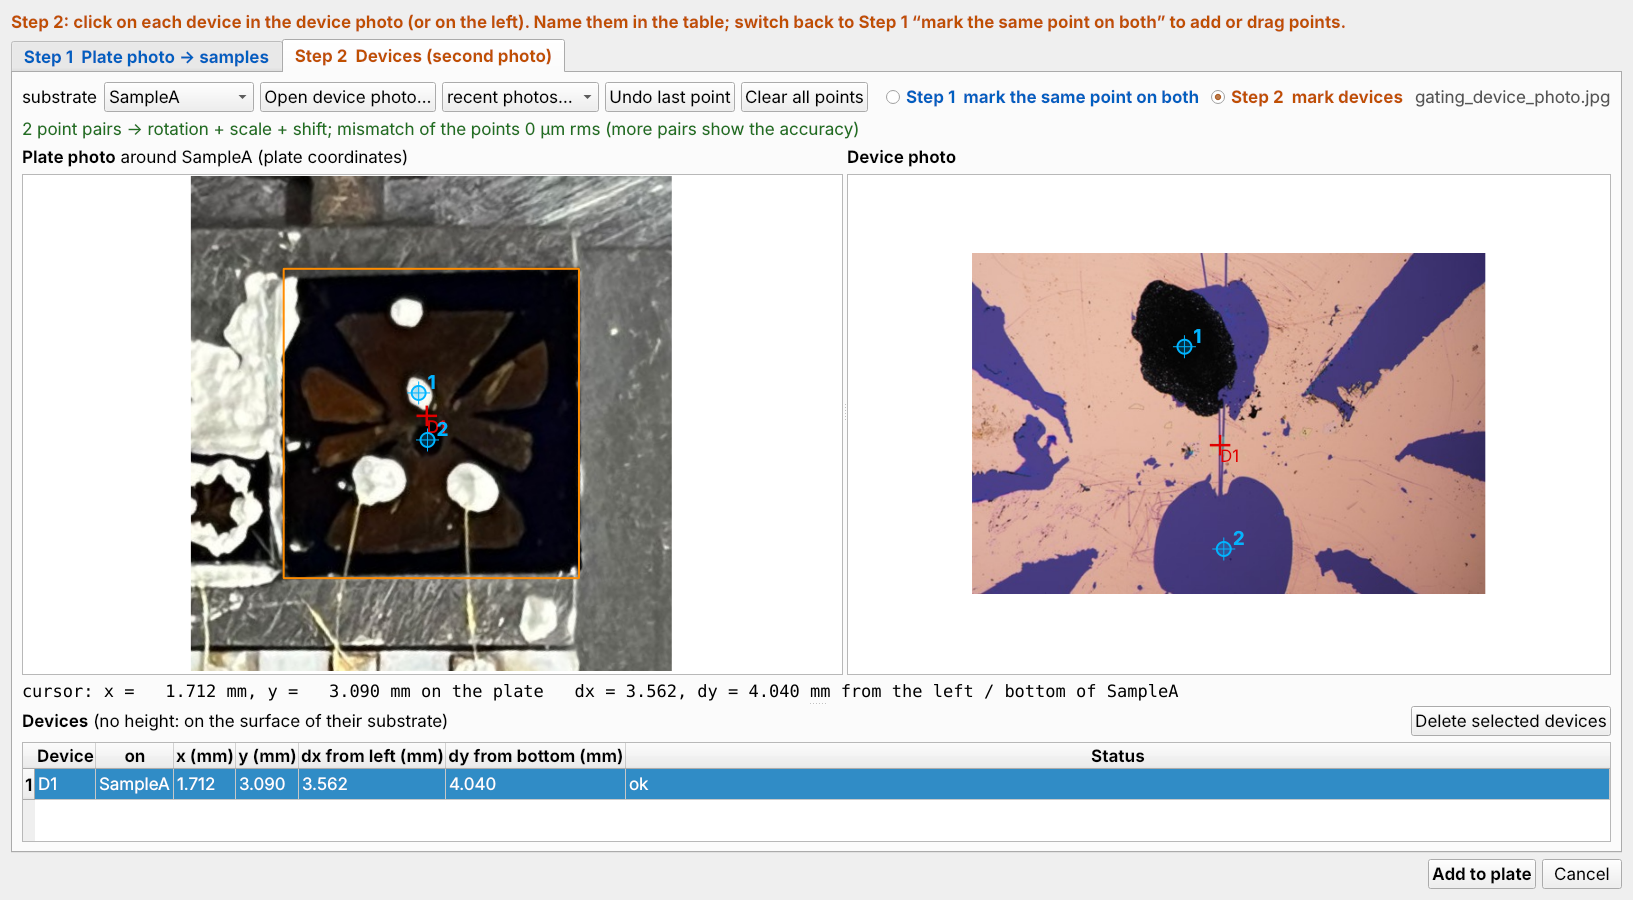 Step 2: click on each device in the device photo (or on the left). Name them in the table; switch back to Step 1 “mark the same point on both” to add or drag points.
Step 1 Plate photo → samples
Step 2 Devices (second photo)
substrate SampleA Open device photo... recent photos... Undo last point Clear all points Step 1 mark the same point on both Step 2 mark devices gating_device_photo.jpg
2 point pairs → rotation + scale + shift; mismatch of the points 0 µm rms (more pairs show the accuracy)
Plate photo around SampleA (plate coordinates)
Device photo
1
2
1
D1
2
cursor: x = 1.712 mm, y = 3.090 mm on the plate dx = 3.562, dy = 4.040 mm from the left / bottom of SampleA
Devices (no height: on the surface of their substrate)
Delete selected devices
Device on x (mm) y (mm) dx from left (mm) dy from bottom (mm) Status
1 D1 SampleA 1.712 3.090 3.562 4.040 ok
Add to plate Cancel